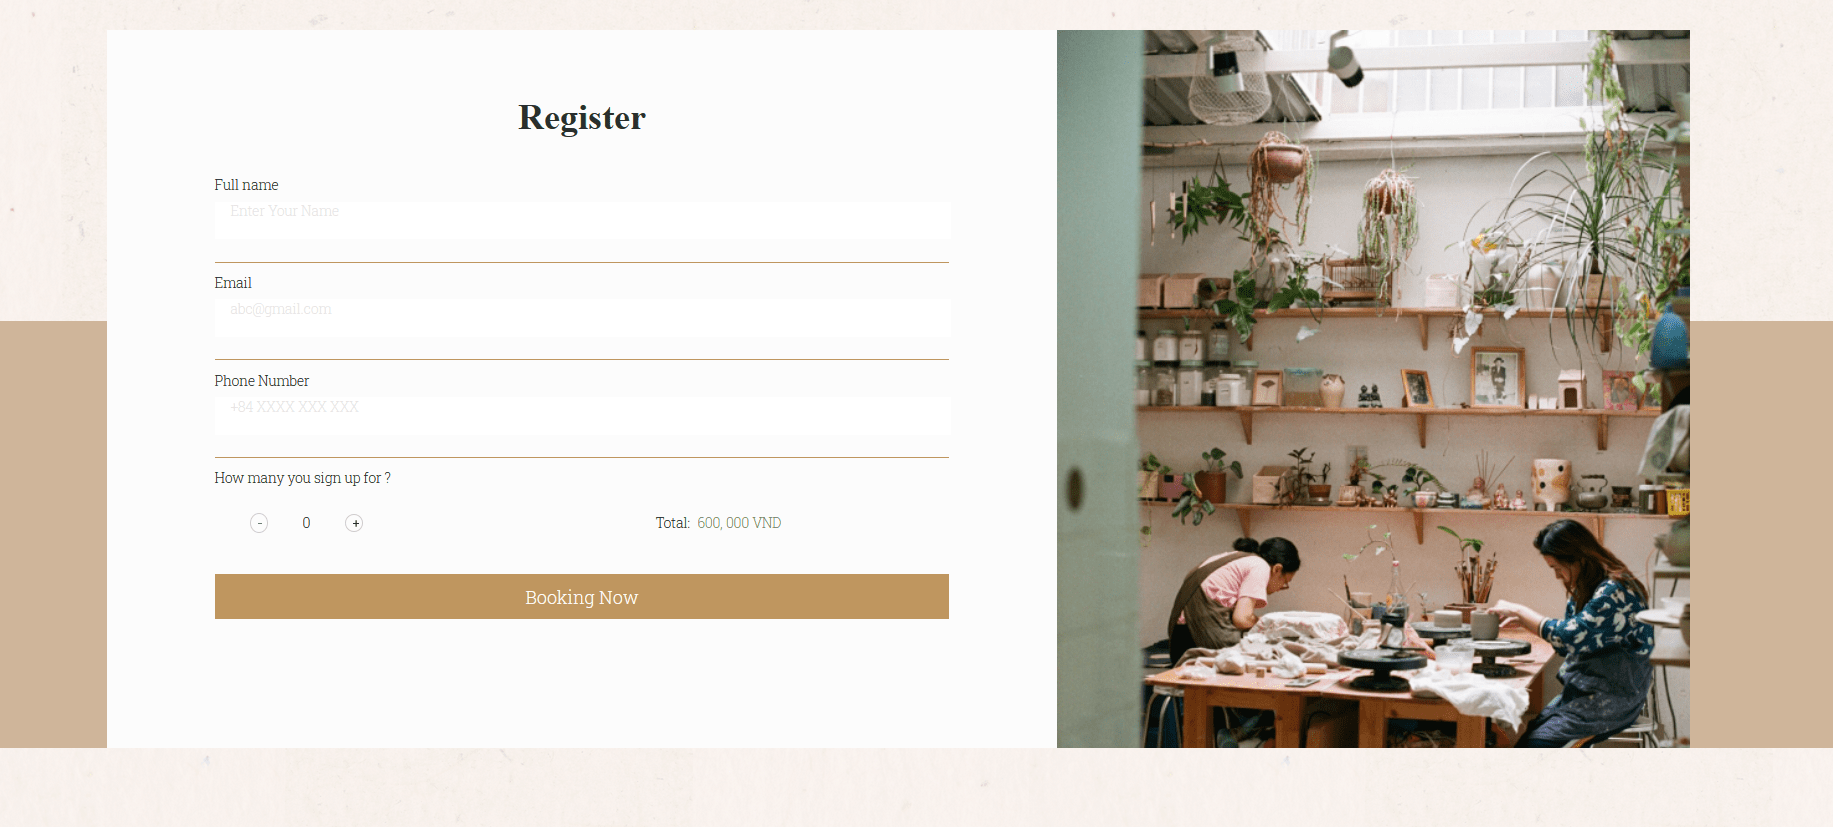 Register
Full name
Enter Your Name
Email
abc@gmail.com
Phone Number
+84 XXXX XXX XXX
How many you sign up for ?
- 0 + Total: 600, 000 VND
Booking Now